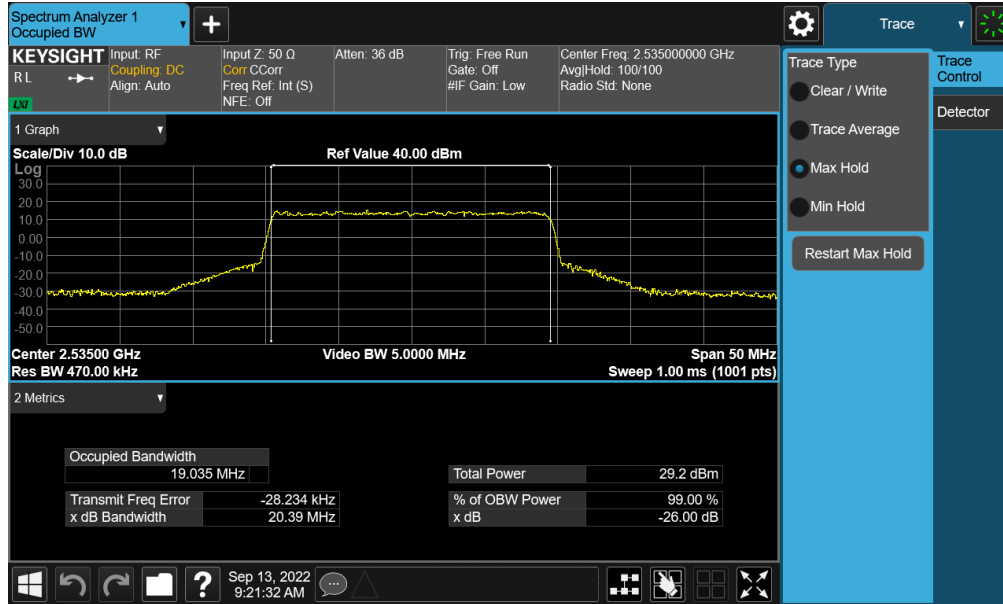 Spectrum Analyzer 1
Occupied BW
+
Trace
KEYSIGHT
R L
LXI
Input: RF
Coupling: DC
Align: Auto
Input Z: 50 Ω
Corr CCorr
Freq Ref: Int (S)
NFE: Off
Atten: 36 dB
Trig: Free Run
Gate: Off
#IF Gain: Low
Center Freq: 2.535000000 GHz
Avg|Hold: 100/100
Radio Std: None
Trace Type
Clear / Write
Trace Average
Max Hold
Min Hold
Restart Max Hold
Trace
Control
Detector
1 Graph
Scale/Div 10.0 dB
Ref Value 40.00 dBm
Log
30.0
20.0
10.0
0.00
-10.0
-20.0
-30.0
-40.0
-50.0
Center 2.53500 GHz
Video BW 5.0000 MHz
Span 50 MHz
Res BW 470.00 kHz
Sweep 1.00 ms (1001 pts)
2 Metrics
Occupied Bandwidth
19.035 MHz
Total Power 29.2 dBm
Transmit Freq Error -28.234 kHz
% of OBW Power 99.00 %
x dB Bandwidth 20.39 MHz
x dB -26.00 dB
?
Sep 13, 2022
9:21:32 AM